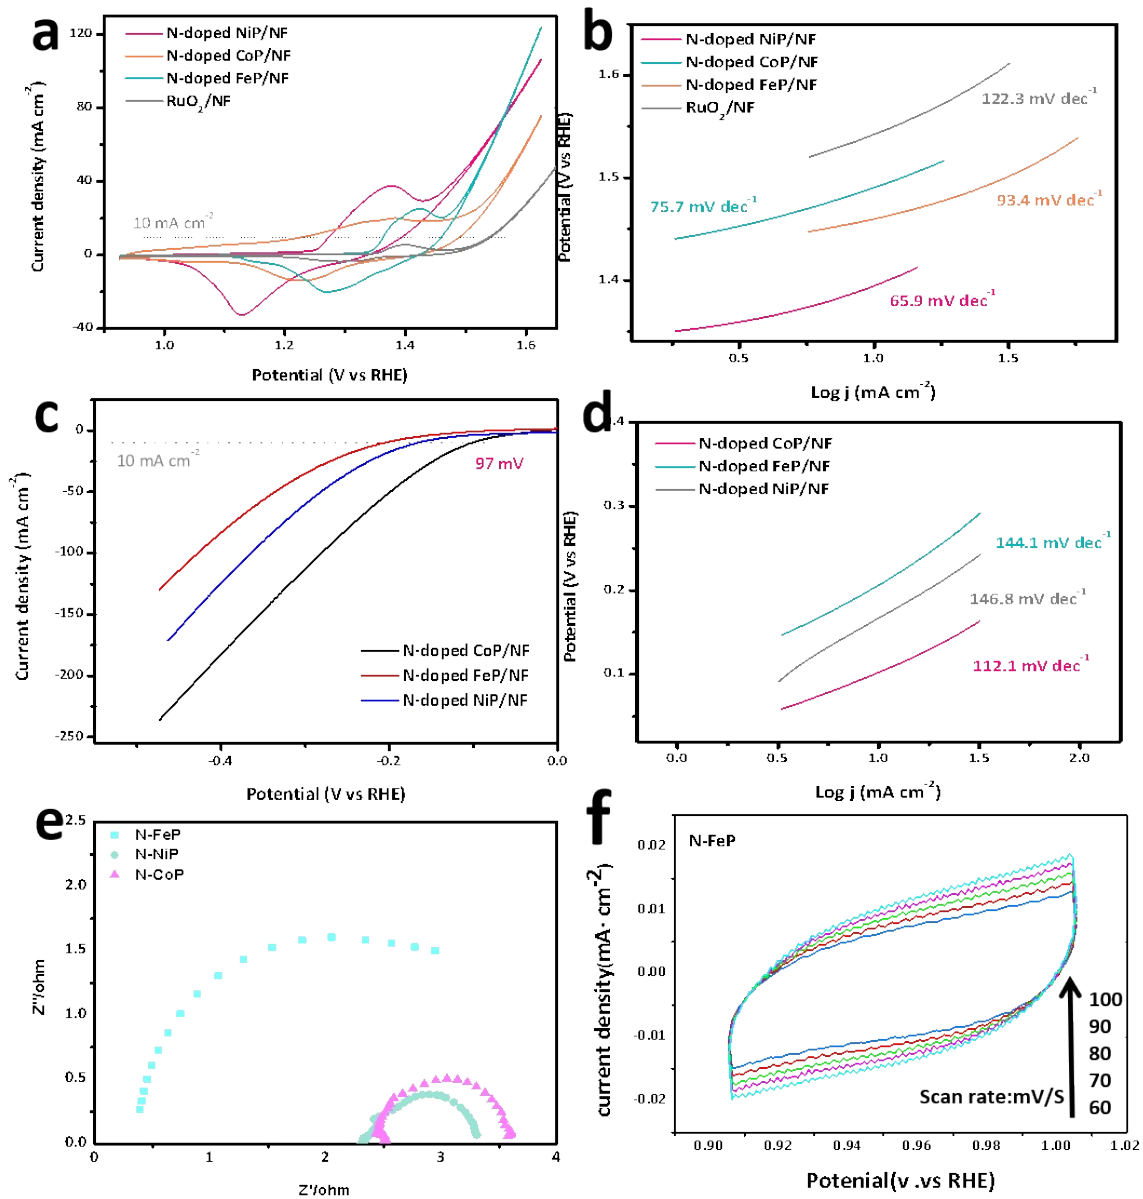 a
N-doped NiP/NF
N-doped CoP/NF
N-doped FeP/NF
RuO2/NF
10 mA cm-2
Current density (mA cm-2)
120
80
40
0
-40
1.0
1.2
1.4
1.6
Potential (V vs RHE)
b
N-doped NiP/NF
N-doped CoP/NF
N-doped FeP/NF
RuO2/NF
122.3 mV dec-1
75.7 mV dec-1
93.4 mV dec-1
65.9 mV dec-1
Potential (V vs RHE)
1.6
1.5
1.4
0.5
1.0
1.5
Log j (mA cm-2)
c
10 mA cm-2
97 mV
N-doped CoP/NF
N-doped FeP/NF
N-doped NiP/NF
Current density (mA cm-2)
0
-50
-100
-150
-200
-250
-0.4
-0.2
0.0
Potential (V vs RHE)
d
N-doped CoP/NF
N-doped FeP/NF
N-doped NiP/NF
144.1 mV dec-1
146.8 mV dec-1
112.1 mV dec-1
Potential (V vs RHE)
0.4
0.3
0.2
0.1
0.0
0.5
1.0
1.5
2.0
Log j (mA cm-2)
e
N-FeP
N-NiP
N-CoP
Z''/ohm
2.5
2.0
1.5
1.0
0.5
0.0
0
1
2
3
4
Z'/ohm
f
N-FeP
current density(mA· cm-2)
0.02
0.01
0.00
-0.01
-0.02
100
90
80
70
60
Scan rate:mV/S
0.90
0.92
0.94
0.96
0.98
1.00
1.02
Potenial(v .vs RHE)